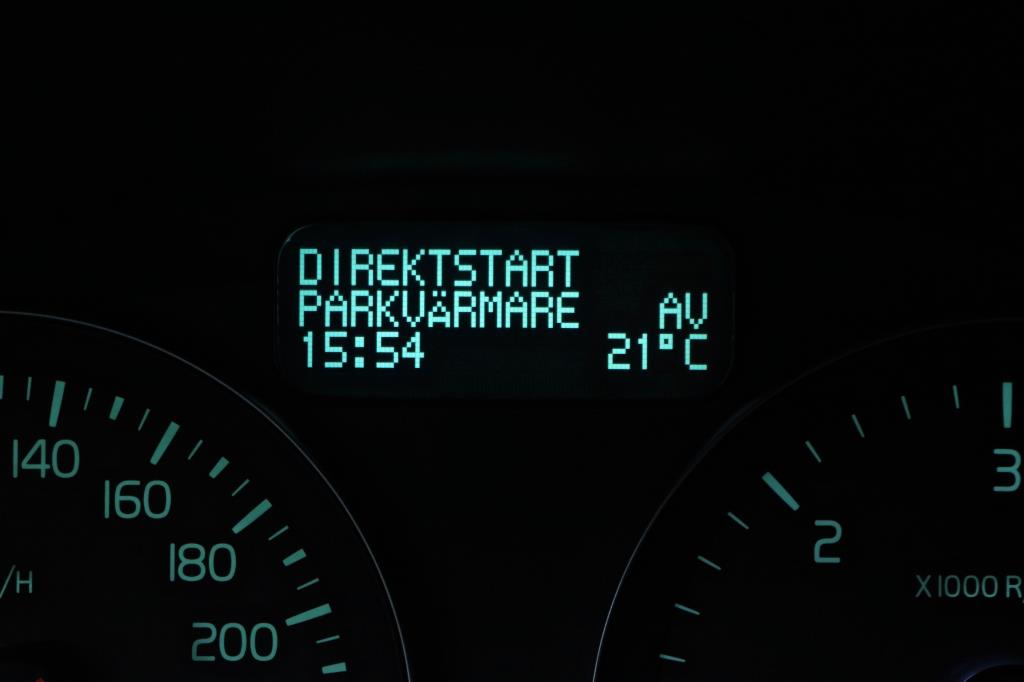 DIREKTSTART
PARKVÄRMARE AV
15:54 21°C
140
160
180
200
/H
2
3
X1000 R/